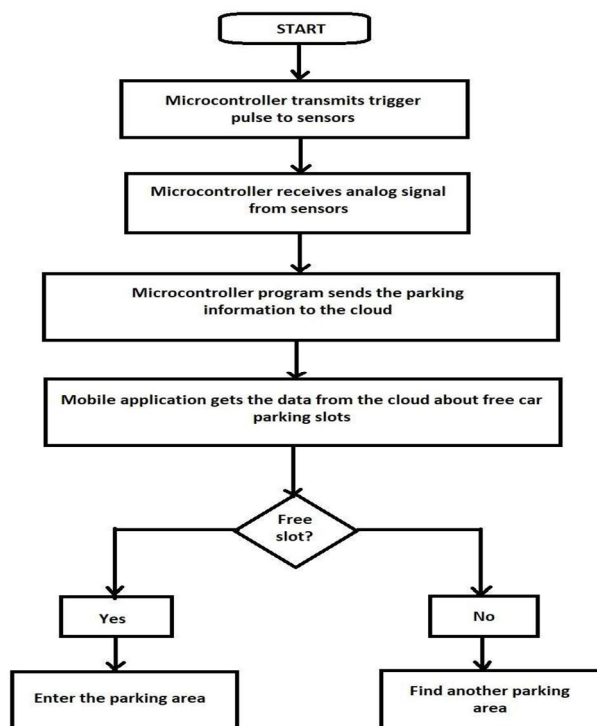 START
Microcontroller transmits trigger
pulse to sensors
Microcontroller receives analog signal
from sensors
Microcontroller program sends the parking
information to the cloud
Mobile application gets the data from the cloud about free car
parking slots
Free
slot?
Yes
No
Enter the parking area
Find another parking
area